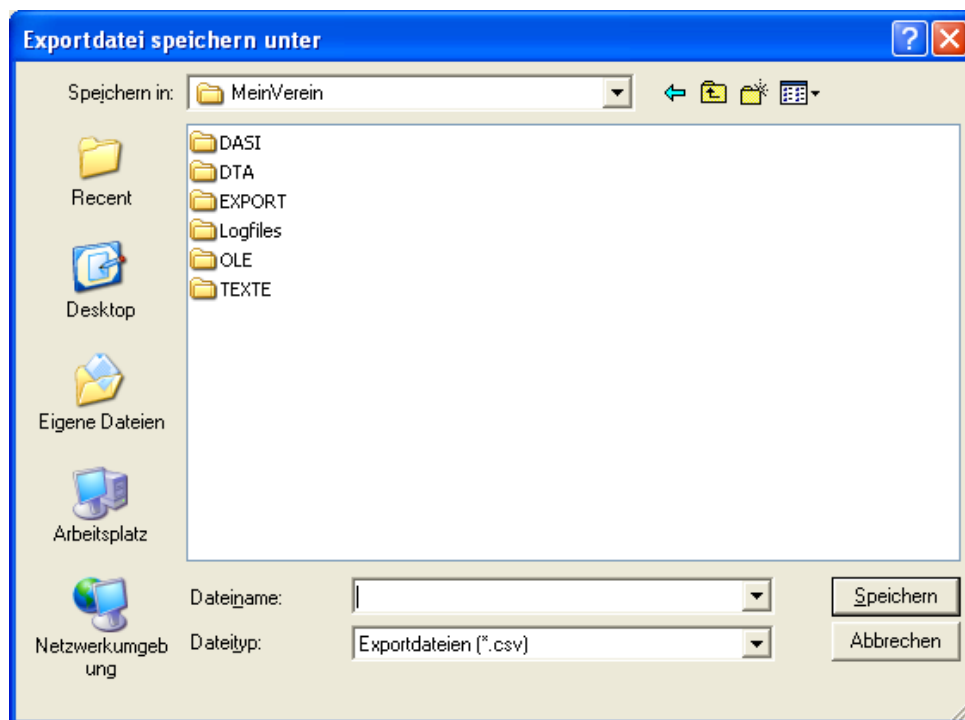 Exportdatei speichern unter
Speichern in:
MeinVerein
Recent
Desktop
Eigene Dateien
Arbeitsplatz
Netzwerkumgeb
ung
DASI
DTA
EXPORT
Logfiles
OLE
TEXTE
Dateiname:
Speichern
Dateityp:
Exportdateien (*.csv)
Abbrechen